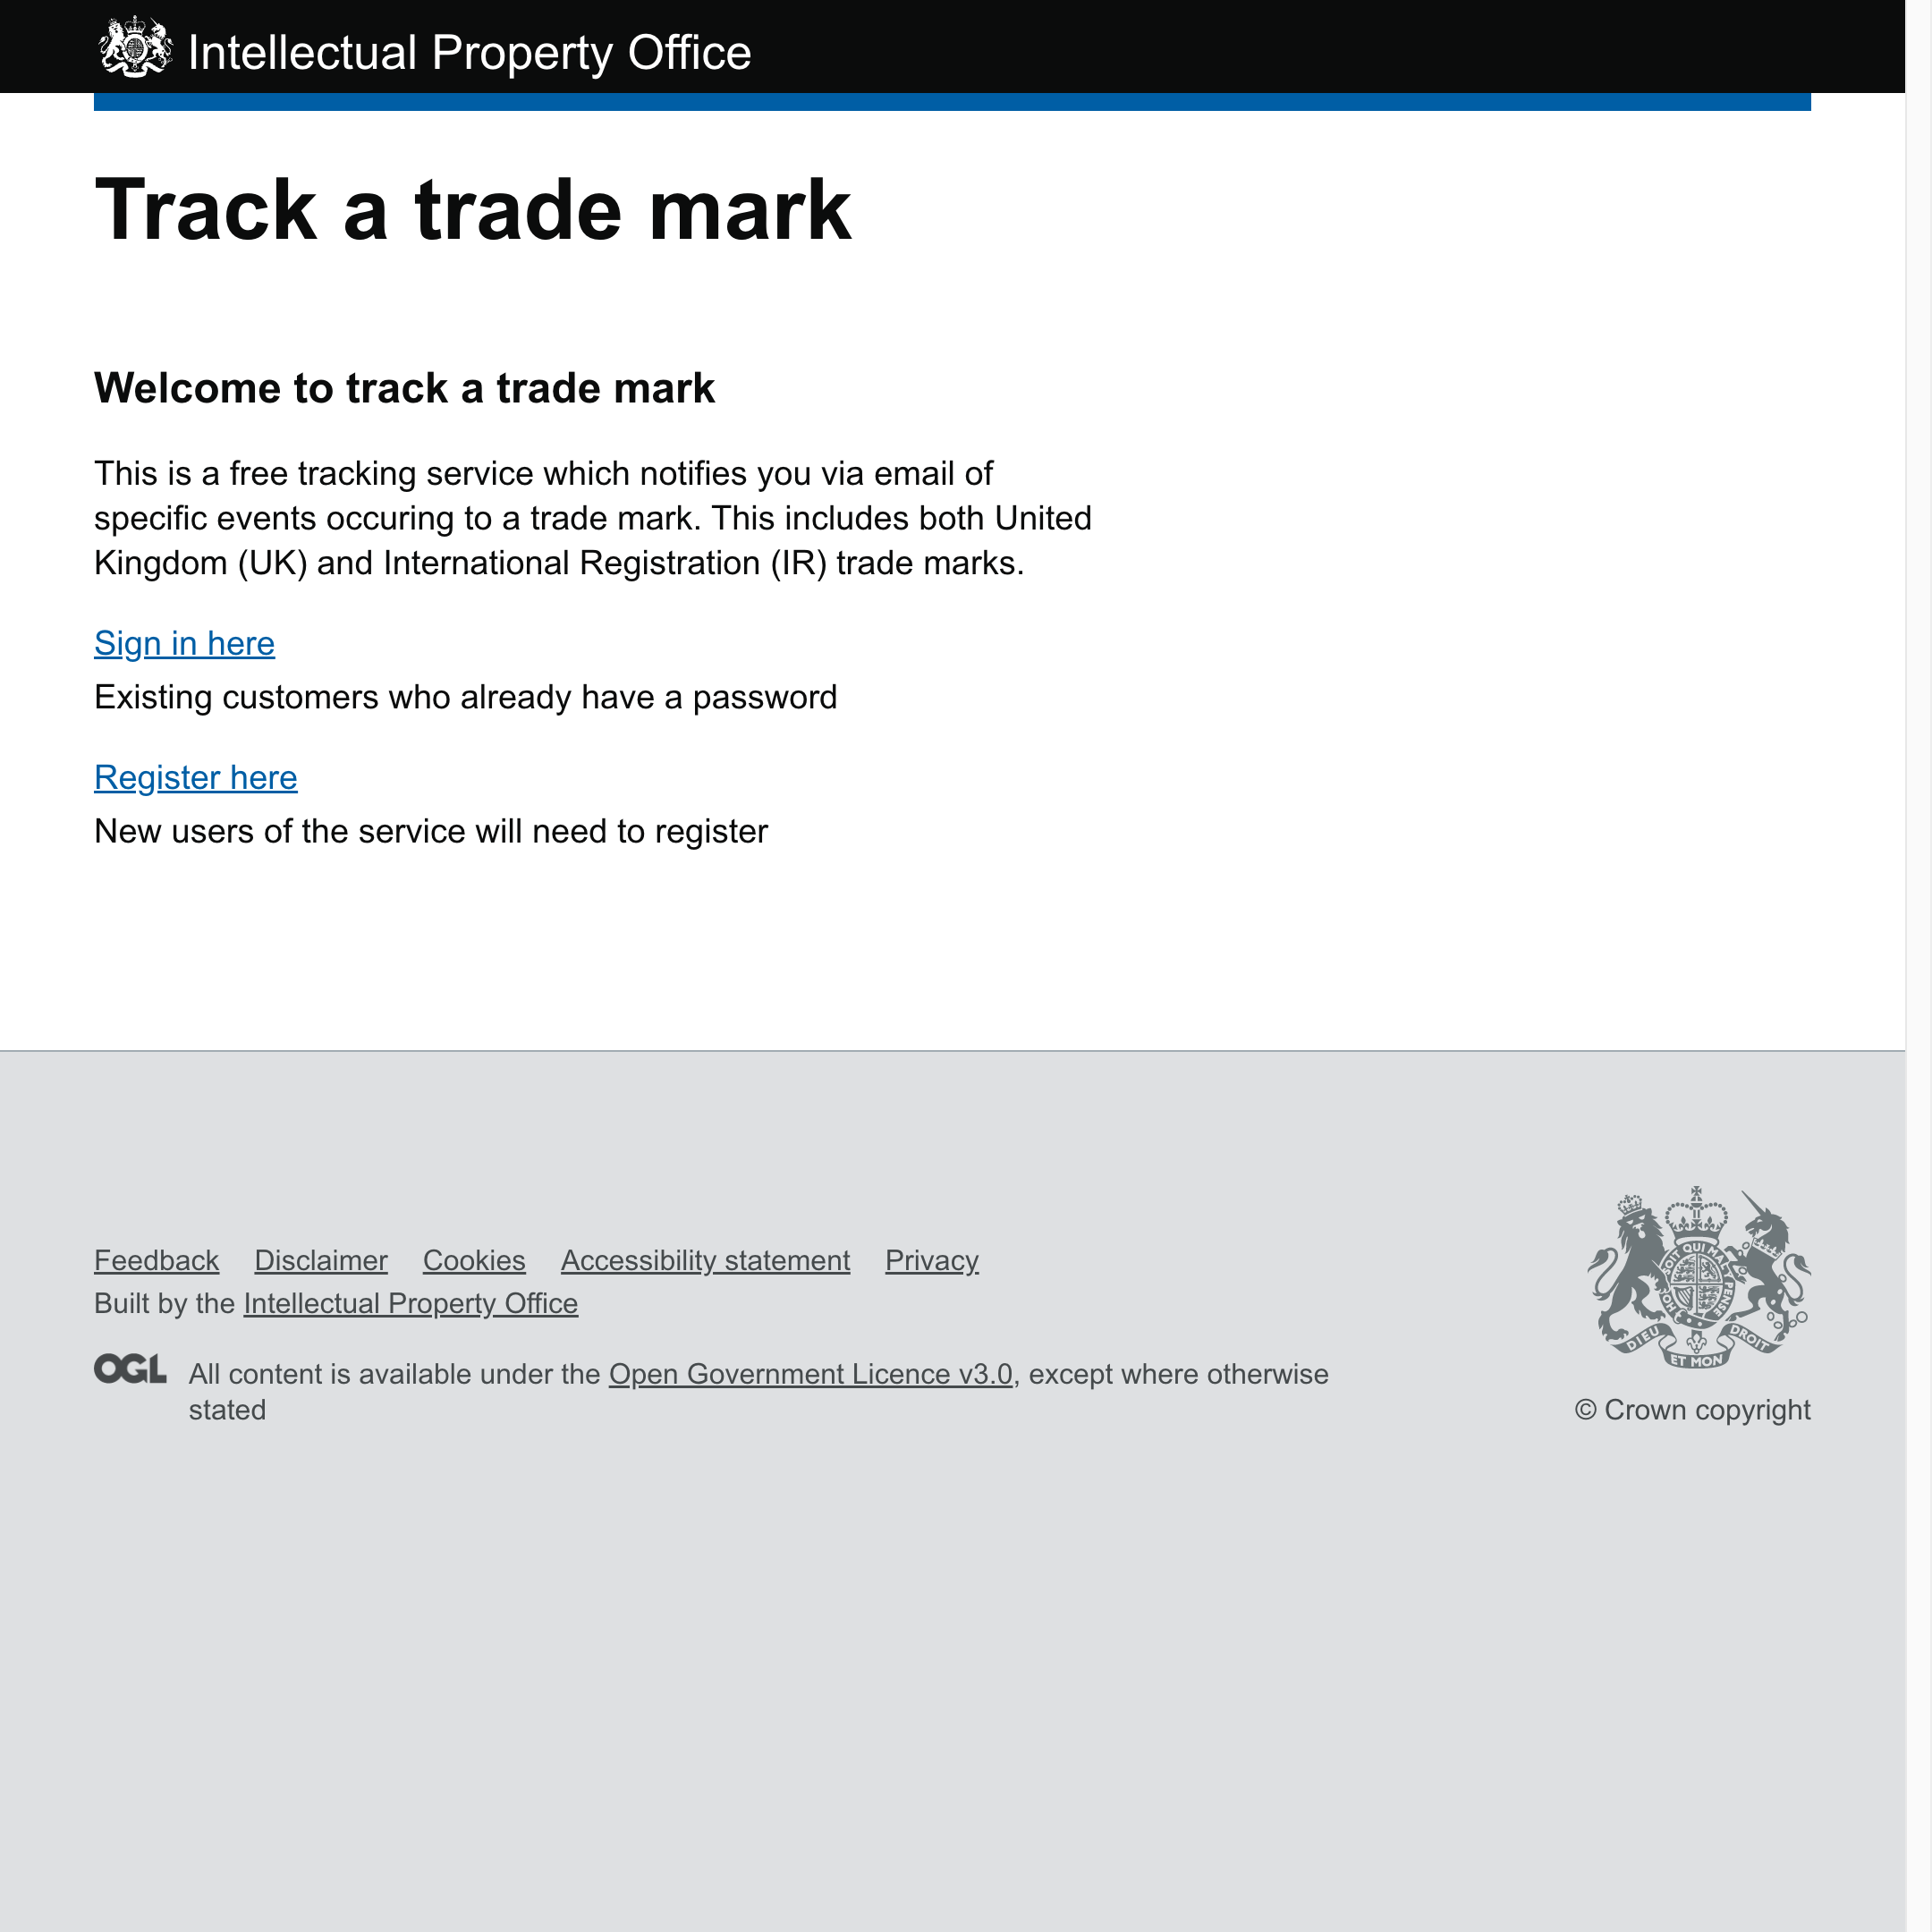 Intellectual Property Office
Track a trade mark
Welcome to track a trade mark
This is a free tracking service which notifies you via email of
specific events occuring to a trade mark. This includes both United
Kingdom (UK) and International Registration (IR) trade marks.
Sign in here
Existing customers who already have a password
Register here
New users of the service will need to register
Feedback Disclaimer Cookies Accessibility statement Privacy
Built by the Intellectual Property Office
OGL All content is available under the Open Government Licence v3.0, except where otherwise
stated
HONI SOIT QUI MAL Y PENSE
DIEU ET MON DROIT
© Crown copyright